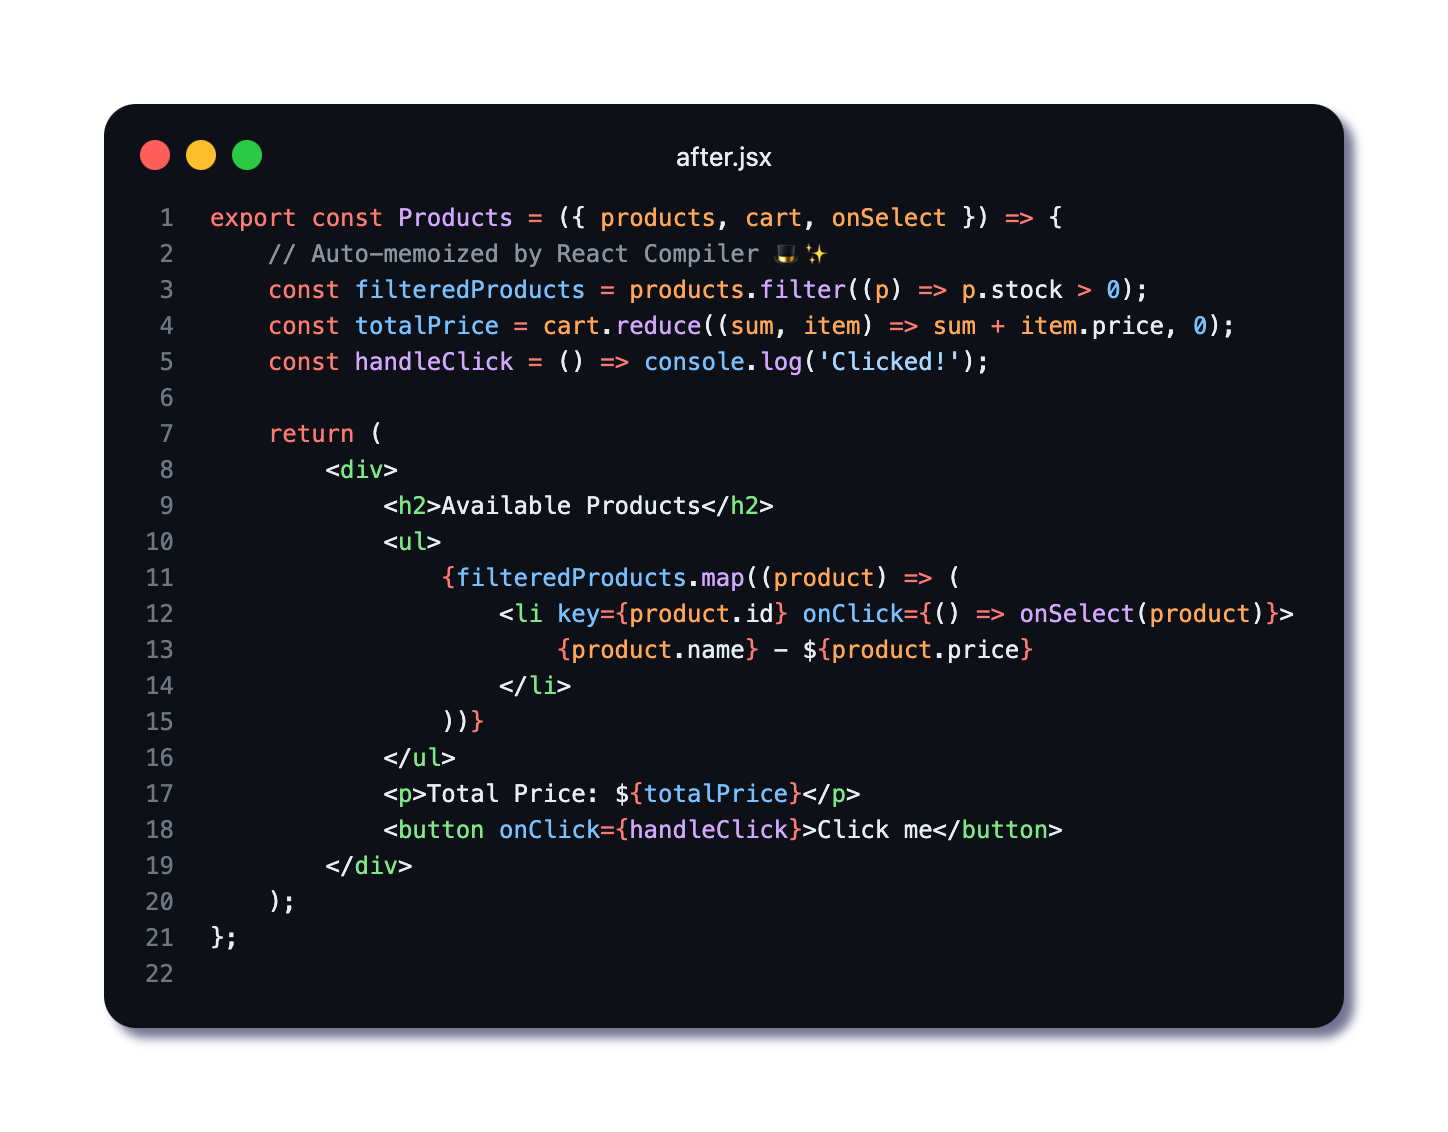 after.jsx
1 export const Products = ({ products, cart, onSelect }) => {
2     // Auto-memoized by React Compiler 🎩✨
3     const filteredProducts = products.filter((p) => p.stock > 0);
4     const totalPrice = cart.reduce((sum, item) => sum + item.price, 0);
5     const handleClick = () => console.log('Clicked!');
6
7     return (
8         <div>
9             <h2>Available Products</h2>
10             <ul>
11                 {filteredProducts.map((product) => (
12                     <li key={product.id} onClick={() => onSelect(product)}>
13                         {product.name} - ${product.price}
14                     </li>
15                 ))}
16             </ul>
17             <p>Total Price: ${totalPrice}</p>
18             <button onClick={handleClick}>Click me</button>
19         </div>
20     );
21 };
22